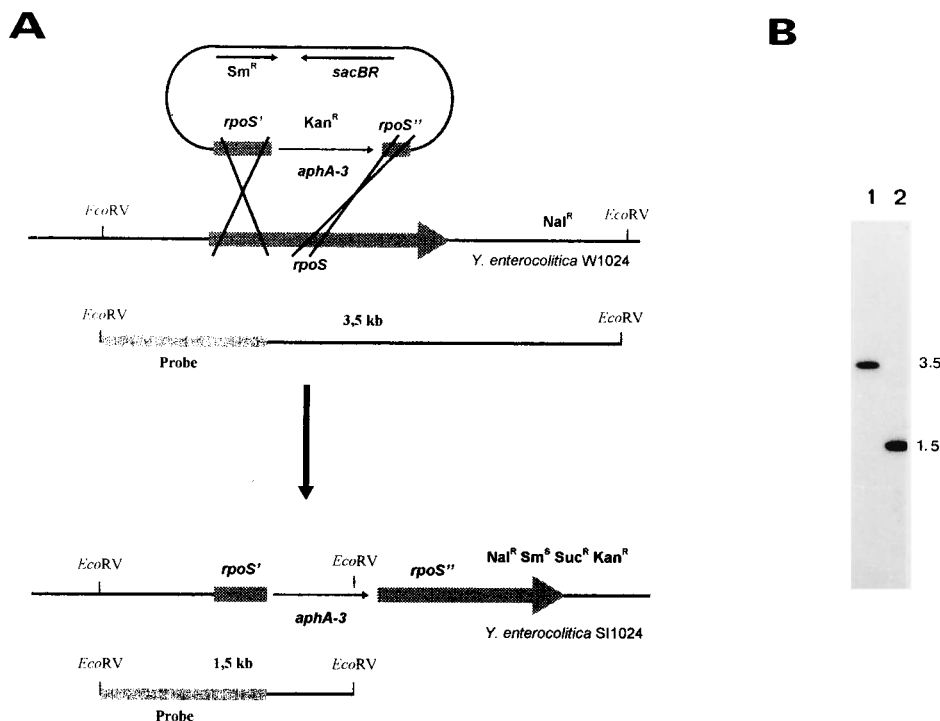 A
Sm^R
sacBR
rpoS'
Kan^R
rpoS"
aphA-3
EcoRV
Nal^R
EcoRV
rpoS
Y. enterocolitica W1024
EcoRV
3,5 kb
EcoRV
Probe
EcoRV
rpoS'
EcoRV
rpoS"
Nal^R Sm^S Suc^R Kan^R
aphA-3
Y. enterocolitica SI1024
EcoRV
1,5 kb
EcoRV
Probe
B
1 2
3.5
1.5